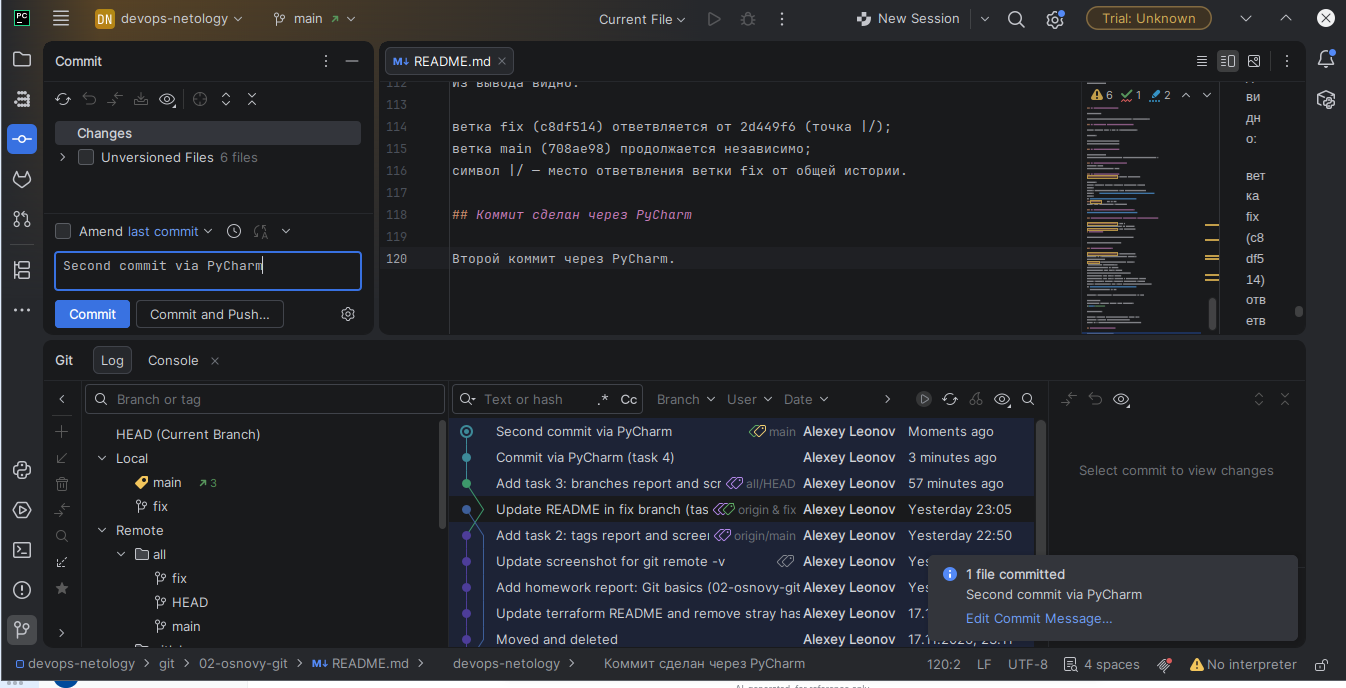 PC
DN devops-netology
main
Current File
New Session
Trial: Unknown
Commit
Changes
Unversioned Files 6 files
Amend last commit
Second commit via PyCharm
Commit
Commit and Push...
README.md
112 из вывода видно:
113
114 ветка fix (c8df514) ответвляется от 2d449f6 (точка |/);
115 ветка main (708ae98) продолжается независимо;
116 символ |/ — место ответвления ветки fix от общей истории.
117
118 ## Коммит сделан через PyCharm
119
120 Второй коммит через PyCharm.
6 1 2
ви
дн
о:
вет
ка
fix
(c8
df5
14)
отв
етв
Git
Log
Console
Branch or tag
HEAD (Current Branch)
Local
main 3
fix
Remote
all
fix
HEAD
main
Text or hash
.* Cc
Branch
User
Date
Second commit via PyCharm main Alexey Leonov Moments ago
Commit via PyCharm (task 4) Alexey Leonov 3 minutes ago
Add task 3: branches report and scr all/HEAD Alexey Leonov 57 minutes ago
Update README in fix branch (tas origin & fix Alexey Leonov Yesterday 23:05
Add task 2: tags report and screen origin/main Alexey Leonov Yesterday 22:50
Update screenshot for git remote -v Alexey Leonov Yes
Add homework report: Git basics (02-osnovy-git Alexey Leonov Yes
Update terraform README and remove stray has Alexey Leonov 17.
Moved and deleted Alexey Leonov
Select commit to view changes
1 file committed
Second commit via PyCharm
Edit Commit Message...
devops-netology > git > 02-osnovy-git > README.md > devops-netology > Коммит сделан через PyCharm
120:2 LF UTF-8 4 spaces No interpreter